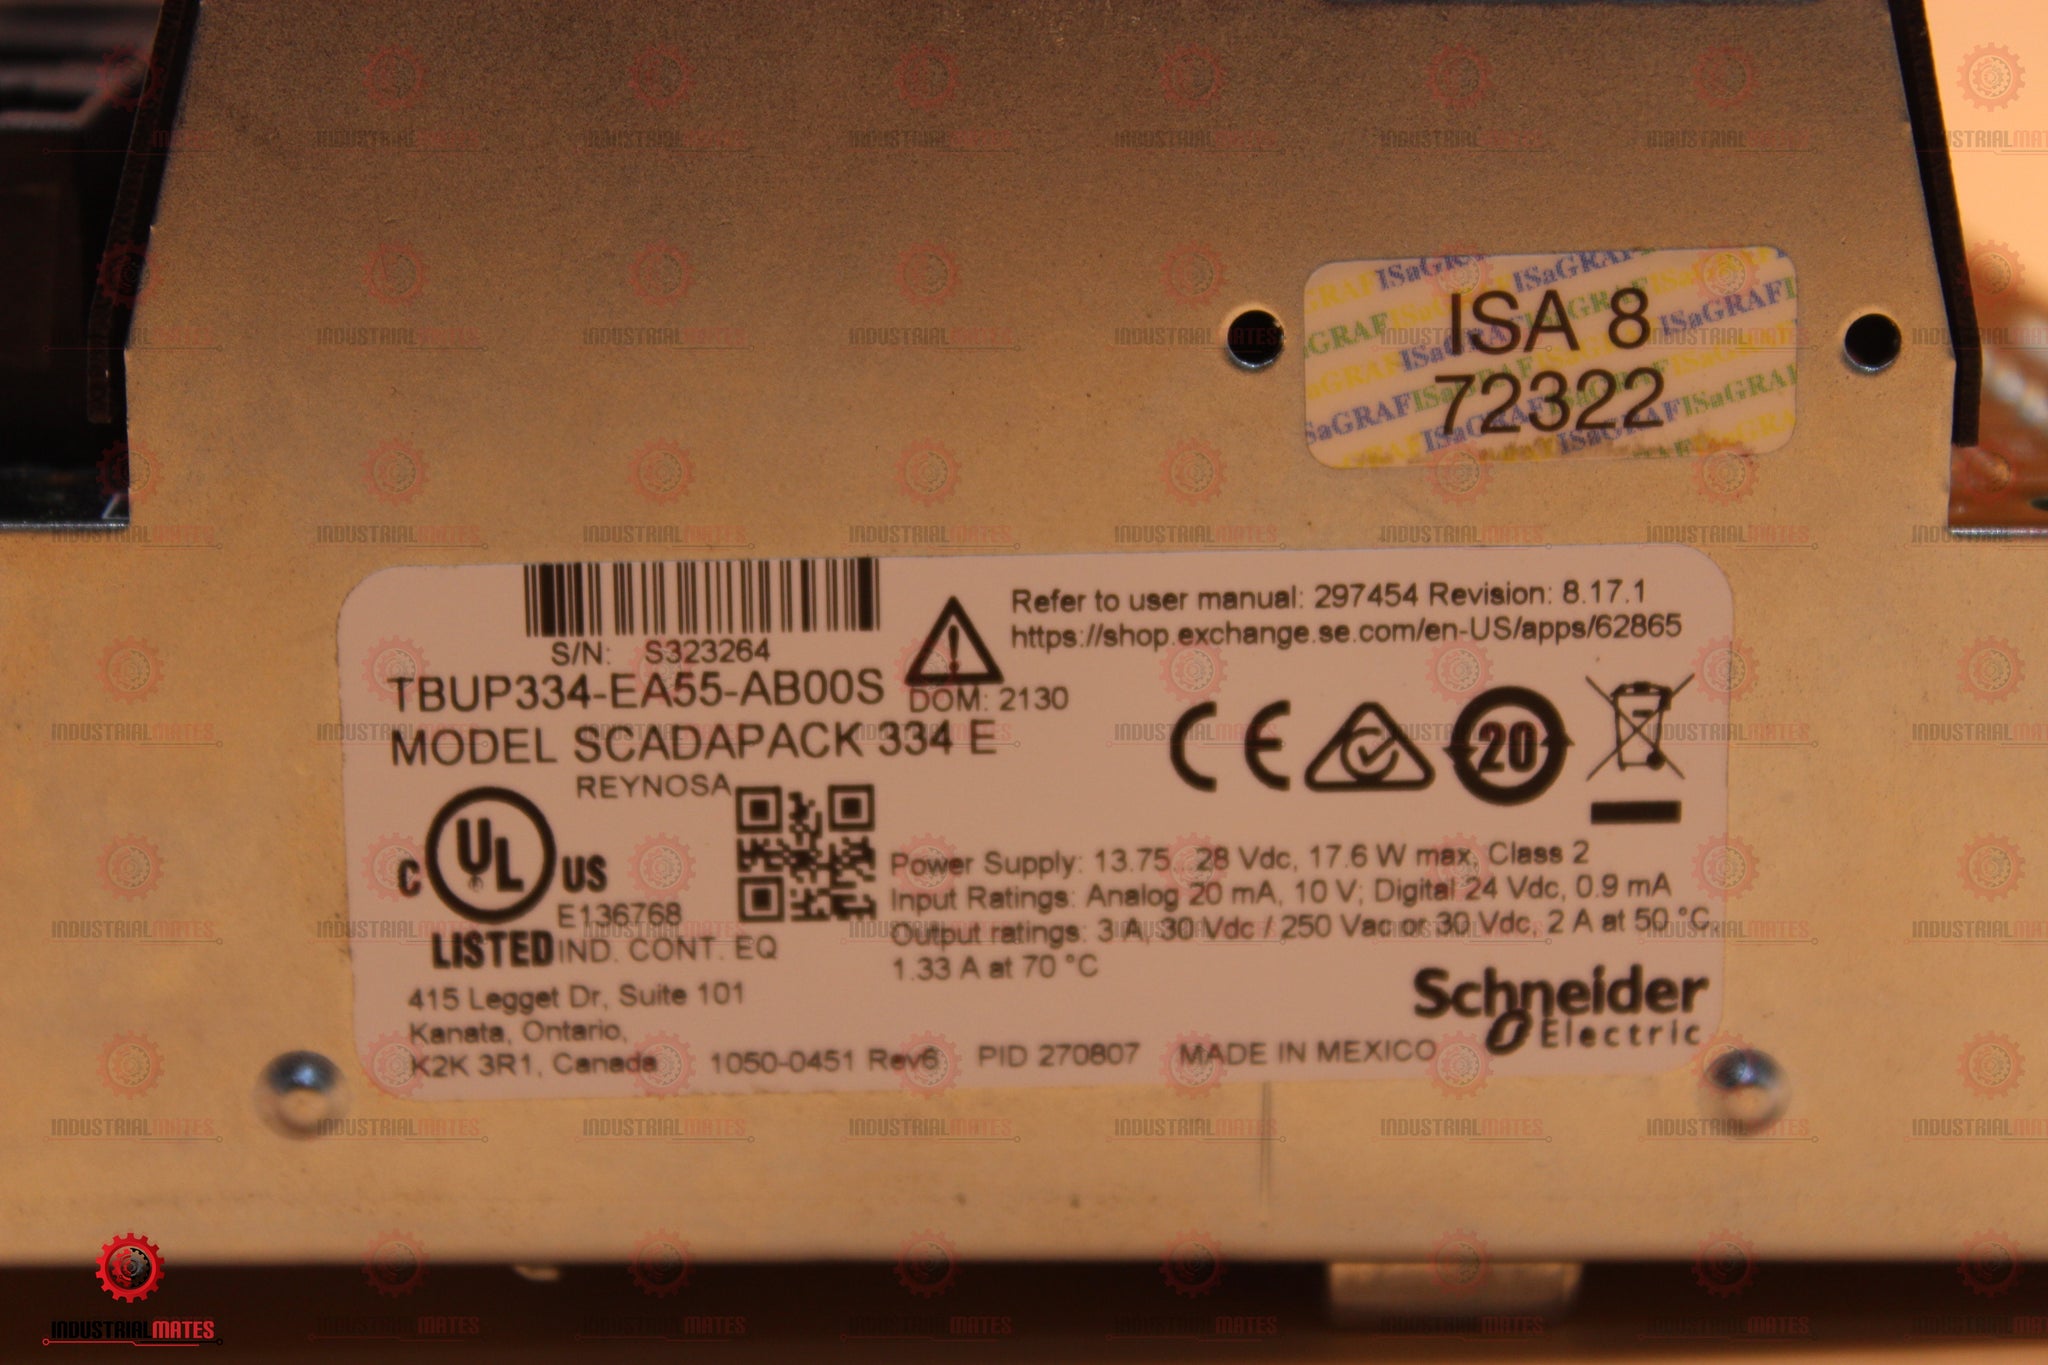 ISA 8
72322
S/N: S323264
TBUP334-EA55-AB00S
DOM: 2130
MODEL SCADAPACK 334 E
REYNOSA
Refer to user manual: 297454 Revision: 8.17.1
https://shop.exchange.se.com/en-US/apps/62865
CE
20
C UL US
LISTED
E136768
IND. CONT. EQ
Power Supply: 13.75 28 Vdc, 17.6 W max, Class 2
Input Ratings: Analog 20 mA, 10 V; Digital 24 Vdc, 0.9 mA
Output ratings: 3 A, 30 Vdc / 250 Vac or 30 Vdc, 2 A at 50 °C,
1.33 A at 70 °C
415 Legget Dr, Suite 101
Kanata, Ontario,
K2K 3R1, Canada
1050-0451 Rev6 PID 270807 MADE IN MEXICO
Schneider
Electric
INDUSTRIALMATES